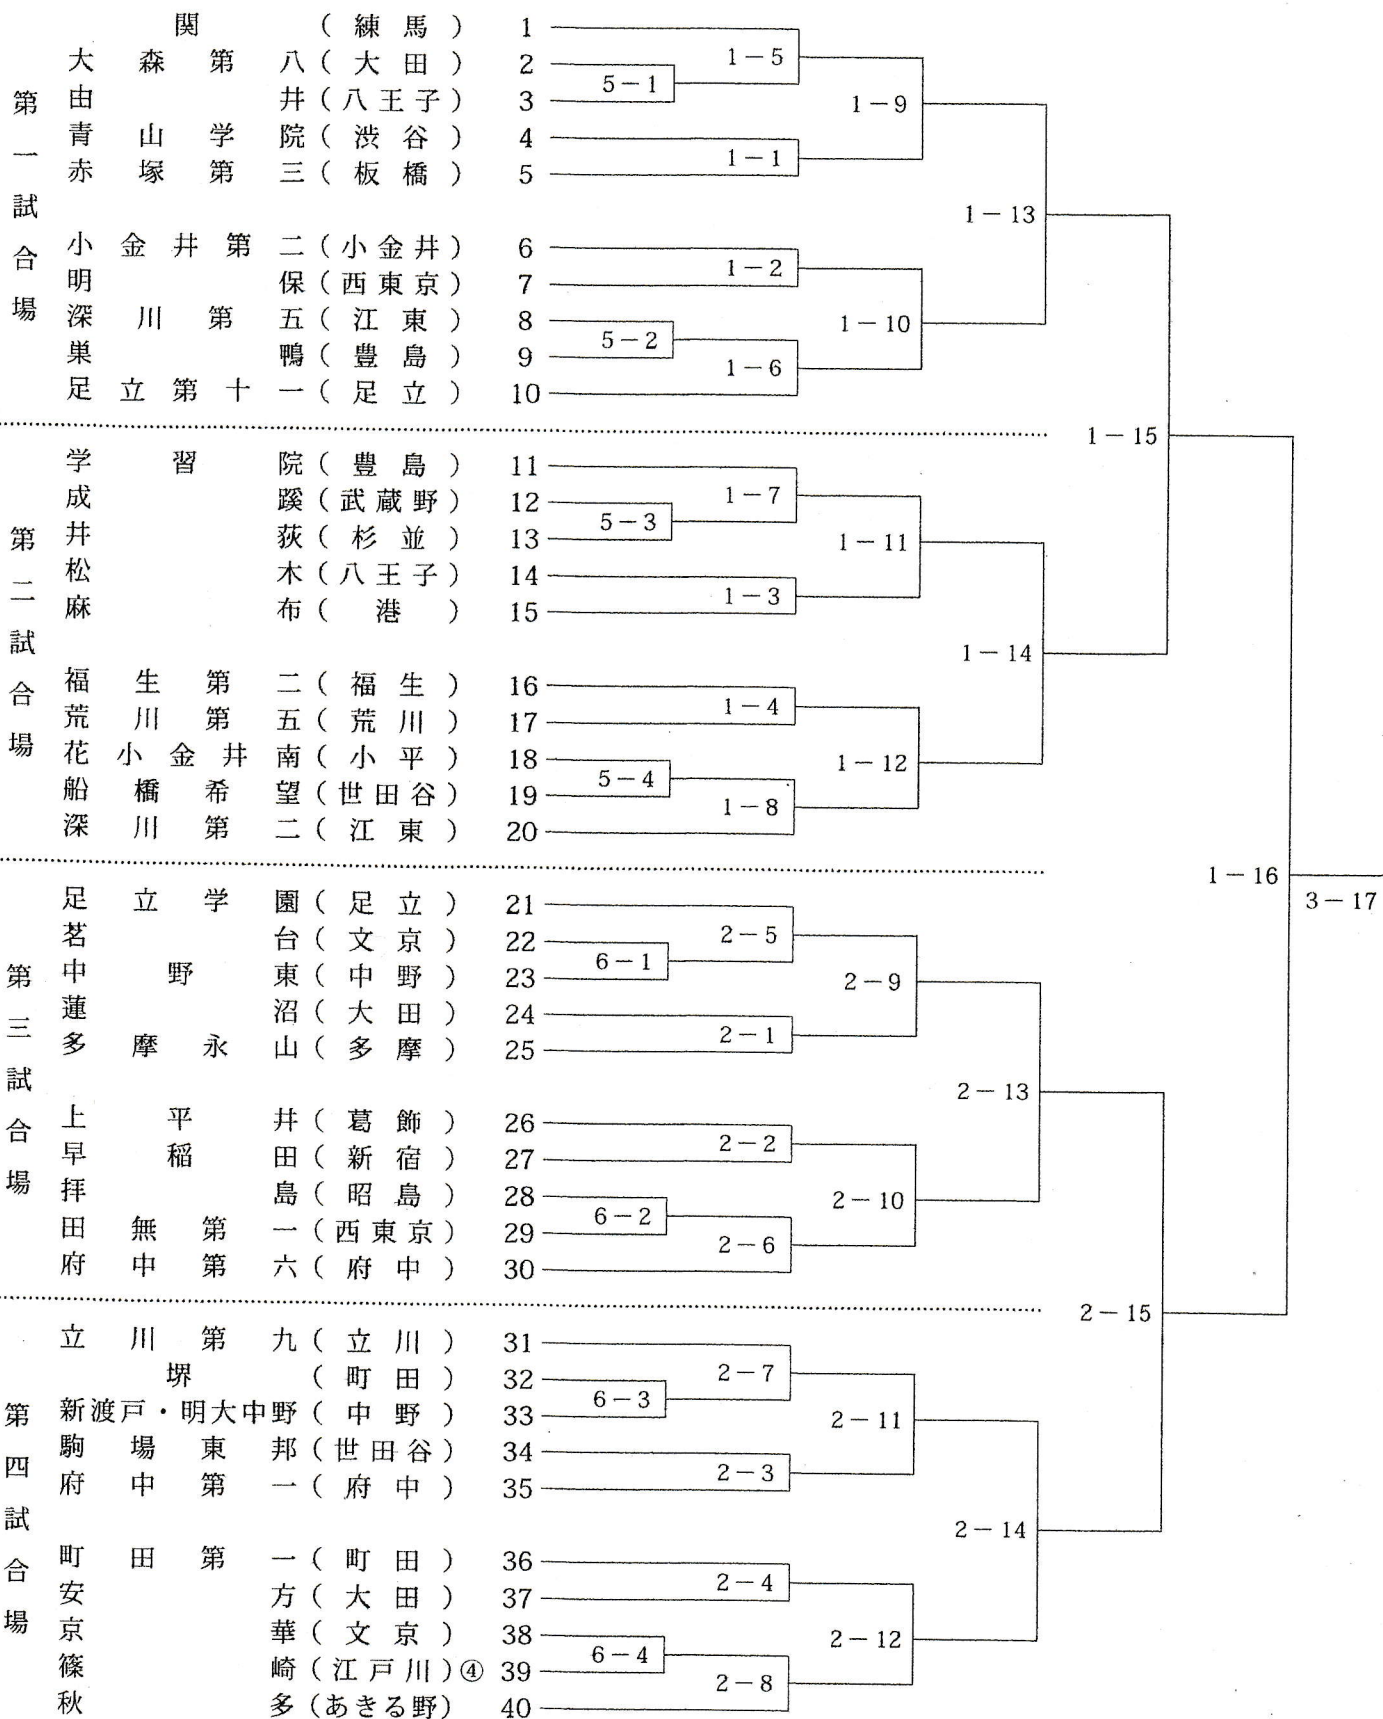 第一試合場
関 (練馬) 1
大森第八(大田) 2
由井(八王子) 3
青山学院(渋谷) 4
赤塚第三(板橋) 5
小金井第二(小金井) 6
明保(西東京) 7
深川第五(江東) 8
巣鴨(豊島) 9
足立第十一(足立) 10
5-1
1-5
1-1
1-9
1-2
5-2
1-6
1-10
1-13
第二試合場
学習院(豊島) 11
成蹊(武蔵野) 12
井荻(杉並) 13
松木(八王子) 14
麻布(港) 15
福生第二(福生) 16
荒川第五(荒川) 17
花小金井南(小平) 18
船橋希望(世田谷) 19
深川第二(江東) 20
1-7
5-3
1-11
1-3
1-4
5-4
1-8
1-12
1-14
1-15
第三試合場
足立学園(足立) 21
茗台(文京) 22
中野東(中野) 23
蓮沼(大田) 24
多摩永山(多摩) 25
上平井(葛飾) 26
早稲田(新宿) 27
拝島(昭島) 28
田無第一(西東京) 29
府中第六(府中) 30
2-5
6-1
2-9
2-1
2-2
6-2
2-6
2-10
2-13
第四試合場
立川第九(立川) 31
堺 (町田) 32
新渡戸・明大中野(中野) 33
駒場東邦(世田谷) 34
府中第一(府中) 35
町田第一(町田) 36
安方(大田) 37
京華(文京) 38
篠崎(江戸川)④ 39
秋多(あきる野) 40
2-7
6-3
2-11
2-3
2-4
6-4
2-8
2-12
2-14
2-15
1-16
3-17